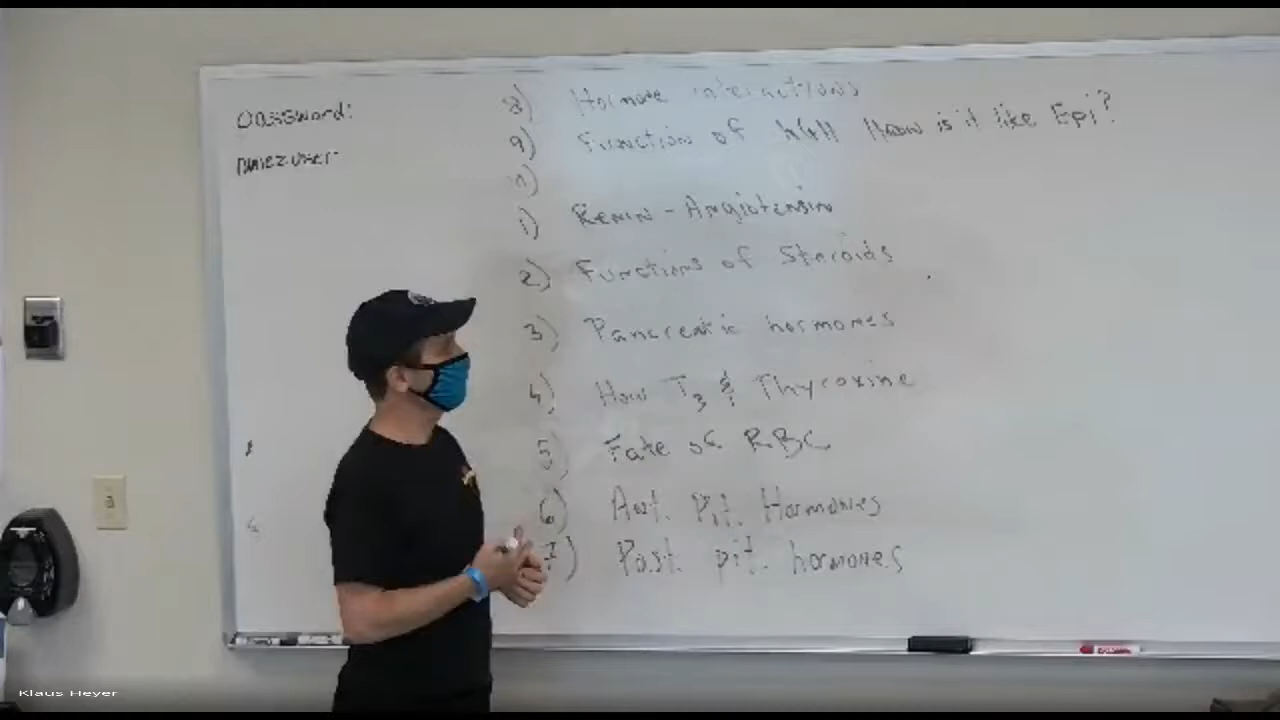 password:
8) Hormone interactions
9) Function of hGH How is it like Epi?
1) Renin-Angiotensin
2) Functions of Steroids
3) Pancreatic hormones
4) How T3 & Thyroxine
5) Fate of RBC
6) Ant. Pit. Hormones
7) Post. pit. hormones
Klaus Heyer